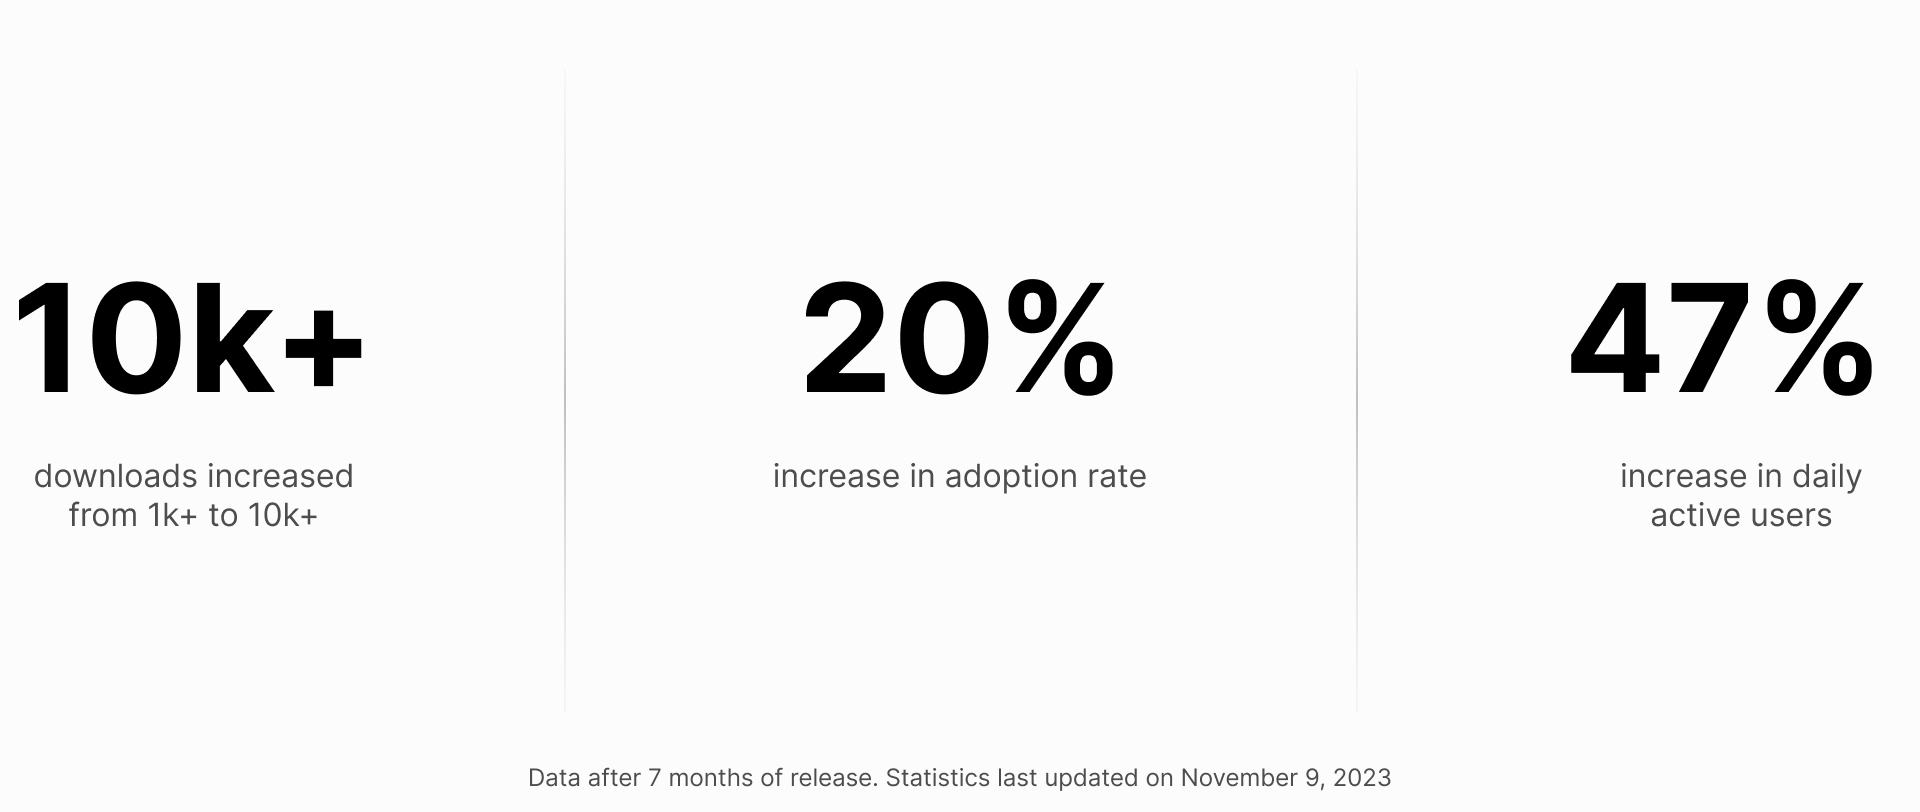 10k+
downloads increased
from 1k+ to 10k+
20%
increase in adoption rate
47%
increase in daily
active users
Data after 7 months of release. Statistics last updated on November 9, 2023